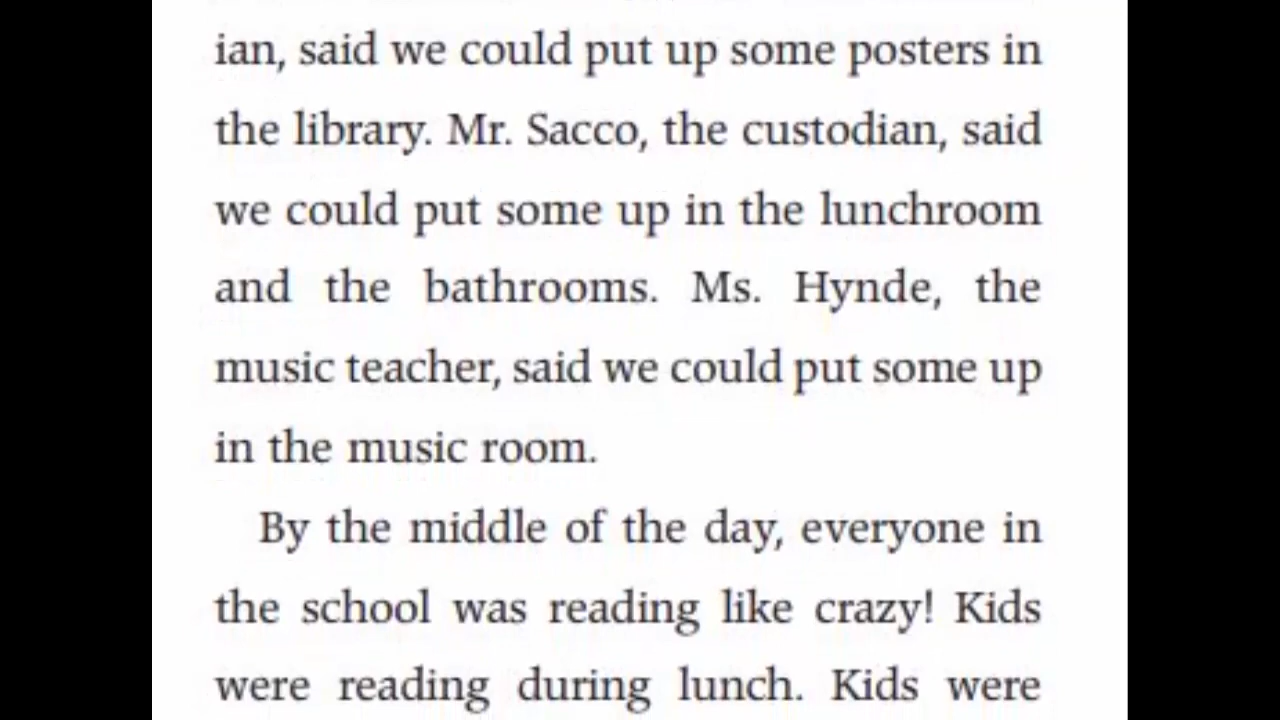 ian, said we could put up some posters in
the library. Mr. Sacco, the custodian, said
we could put some up in the lunchroom
and the bathrooms. Ms. Hynde, the
music teacher, said we could put some up
in the music room.
By the middle of the day, everyone in
the school was reading like crazy! Kids
were reading during lunch. Kids were